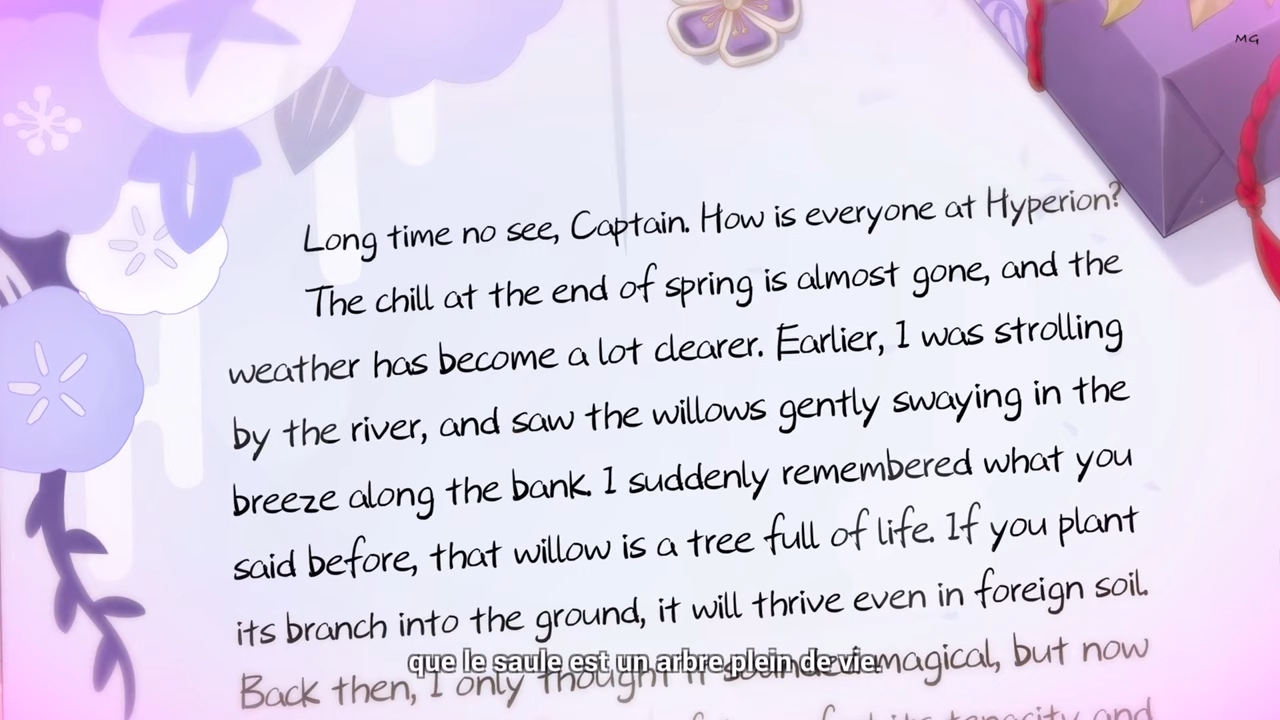 MG
Long time no see, Captain. How is everyone at Hyperion?
The chill at the end of spring is almost gone, and the
weather has become a lot clearer. Earlier, I was strolling
by the river, and saw the willows gently swaying in the
breeze along the bank. I suddenly remembered what you
said before, that willow is a tree full of life. If you plant
its branch into the ground, it will thrive even in foreign soil.
que le saule est un arbre plein de vie.
Back then, I only thought it sounded magical, but now
tenacity and